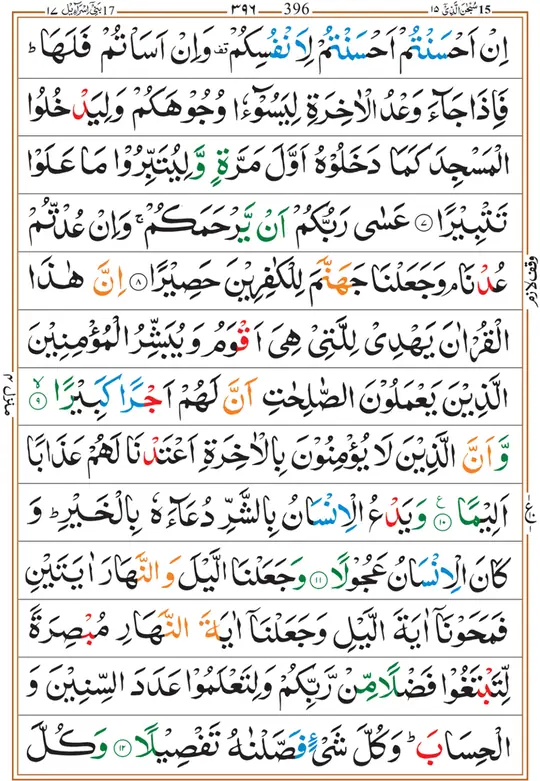 15 سُبْحٰنَ الَّذِیْ ١٥ ٣٩٦ 396 17 بنی اسراءیل ١٧
اِنْ اَحْسَنْتُمْ اَحْسَنْتُمْ لِاَنْفُسِكُمْ ۫ وَاِنْ اَسَاْتُمْ فَلَهَا ؕ
فَاِذَا جَآءَ وَعْدُ الْاٰخِرَةِ لِیَسُوْٓءٗا وُجُوْهَكُمْ وَلِیَدْخُلُوا
الْمَسْجِدَ كَمَا دَخَلُوْهُ اَوَّلَ مَرَّةٍ وَّلِیُتَبِّرُوْا مَا عَلَوْا
تَتْبِیْرًا ۝٧ عَسٰی رَبُّكُمْ اَنْ یَّرْحَمَكُمْ ۚ وَاِنْ عُدْتُّمْ
عُدْنَا ۘ وَجَعَلْنَا جَهَنَّمَ لِلْكٰفِرِیْنَ حَصِیْرًا ۝٨ اِنَّ هٰذَا
وقف لازم
الْقُرْاٰنَ یَهْدِیْ لِلَّتِیْ هِیَ اَقْوَمُ وَیُبَشِّرُ الْمُؤْمِنِیْنَ
الَّذِیْنَ یَعْمَلُوْنَ الصّٰلِحٰتِ اَنَّ لَهُمْ اَجْرًا كَبِیْرًا ۝٩ ۙ
منزل ٤
وَّاَنَّ الَّذِیْنَ لَا یُؤْمِنُوْنَ بِالْاٰخِرَةِ اَعْتَدْنَا لَهُمْ عَذَابًا
اَلِیْمًا ۝١٠ ع وَیَدْعُ الْاِنْسَانُ بِالشَّرِّ دُعَآءَهٗ بِالْخَیْرِ ؕ وَ
كَانَ الْاِنْسَانُ عَجُوْلًا ۝١١ وَجَعَلْنَا الَّیْلَ وَالنَّهَارَ اٰیَتَیْنِ
فَمَحَوْنَاۤ اٰیَةَ الَّیْلِ وَجَعَلْنَاۤ اٰیَةَ النَّهَارِ مُبْصِرَةً
لِّتَبْتَغُوْا فَضْلًا مِّنْ رَّبِّكُمْ وَلِتَعْلَمُوْا عَدَدَ السِّنِیْنَ وَ
الْحِسَابَ ؕ وَكُلَّ شَیْءٍ فَصَّلْنٰهُ تَفْصِیْلًا ۝١٢ وَكُلَّ